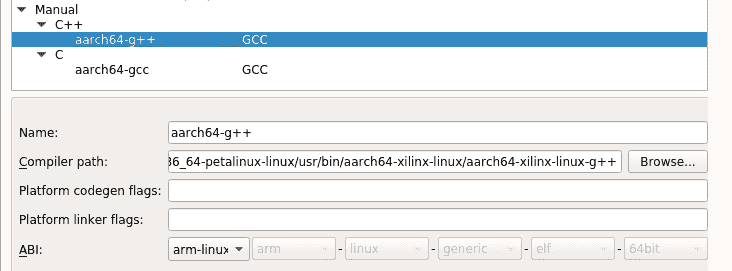 Manual
C++
aarch64-g++ GCC
C
aarch64-gcc GCC
Name: aarch64-g++
Compiler path: 36_64-petalinux-linux/usr/bin/aarch64-xilinx-linux/aarch64-xilinx-linux-g++ Browse...
Platform codegen flags:
Platform linker flags:
ABI: arm-linux arm - linux - generic - elf - 64bit